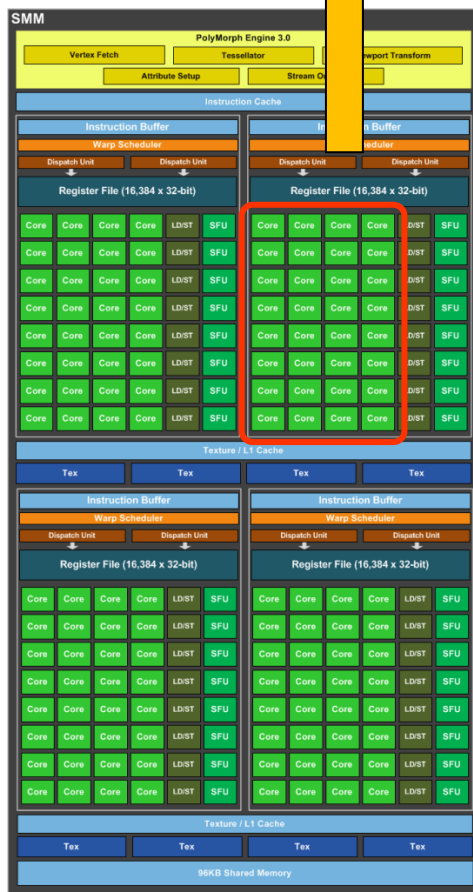 SMM
PolyMorph Engine 3.0
Vertex Fetch Tessellator ewport Transform
Attribute Setup Stream O
Instruction Cache
Instruction Buffer In on Buffer
Warp Scheduler eduler
Dispatch Unit Dispatch Unit Dispatch Unit Dispatch Unit
Register File (16,384 x 32-bit) Register File (16,384 x 32-bit)
Core Core Core Core LD/ST SFU Core Core Core Core LD/ST SFU
Core Core Core Core LD/ST SFU Core Core Core Core LD/ST SFU
Core Core Core Core LD/ST SFU Core Core Core Core LD/ST SFU
Core Core Core Core LD/ST SFU Core Core Core Core LD/ST SFU
Core Core Core Core LD/ST SFU Core Core Core Core LD/ST SFU
Core Core Core Core LD/ST SFU Core Core Core Core LD/ST SFU
Core Core Core Core LD/ST SFU Core Core Core Core LD/ST SFU
Core Core Core Core LD/ST SFU Core Core Core Core LD/ST SFU
Texture / L1 Cache
Tex Tex Tex Tex
Instruction Buffer Instruction Buffer
Warp Scheduler Warp Scheduler
Dispatch Unit Dispatch Unit Dispatch Unit Dispatch Unit
Register File (16,384 x 32-bit) Register File (16,384 x 32-bit)
Core Core Core Core LD/ST SFU Core Core Core Core LD/ST SFU
Core Core Core Core LD/ST SFU Core Core Core Core LD/ST SFU
Core Core Core Core LD/ST SFU Core Core Core Core LD/ST SFU
Core Core Core Core LD/ST SFU Core Core Core Core LD/ST SFU
Core Core Core Core LD/ST SFU Core Core Core Core LD/ST SFU
Core Core Core Core LD/ST SFU Core Core Core Core LD/ST SFU
Core Core Core Core LD/ST SFU Core Core Core Core LD/ST SFU
Core Core Core Core LD/ST SFU Core Core Core Core LD/ST SFU
Texture / L1 Cache
Tex Tex Tex Tex
96KB Shared Memory